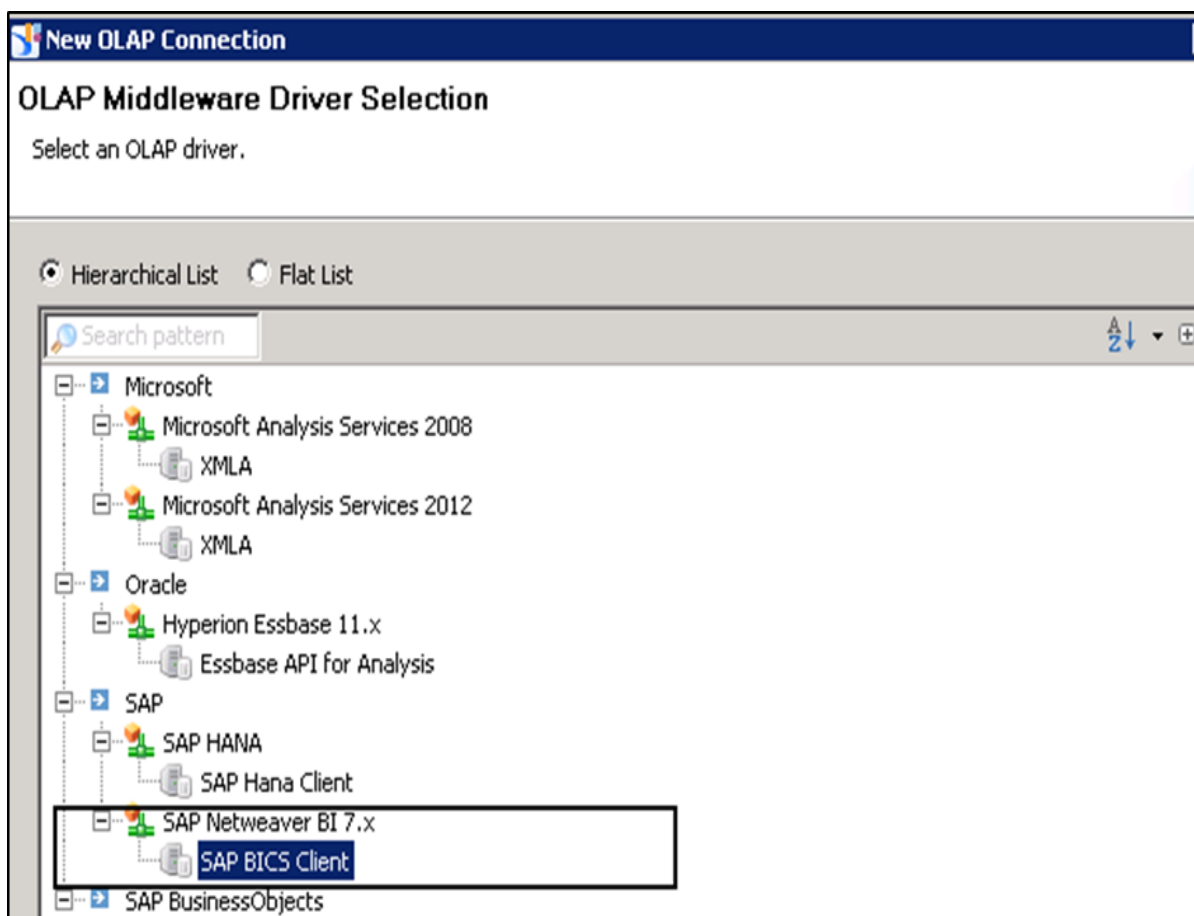 New OLAP Connection
OLAP Middleware Driver Selection
Select an OLAP driver.
Hierarchical List Flat List
Search pattern
Microsoft
Microsoft Analysis Services 2008
XMLA
Microsoft Analysis Services 2012
XMLA
Oracle
Hyperion Essbase 11.x
Essbase API for Analysis
SAP
SAP HANA
SAP Hana Client
SAP Netweaver BI 7.x
SAP BICS Client
SAP BusinessObjects